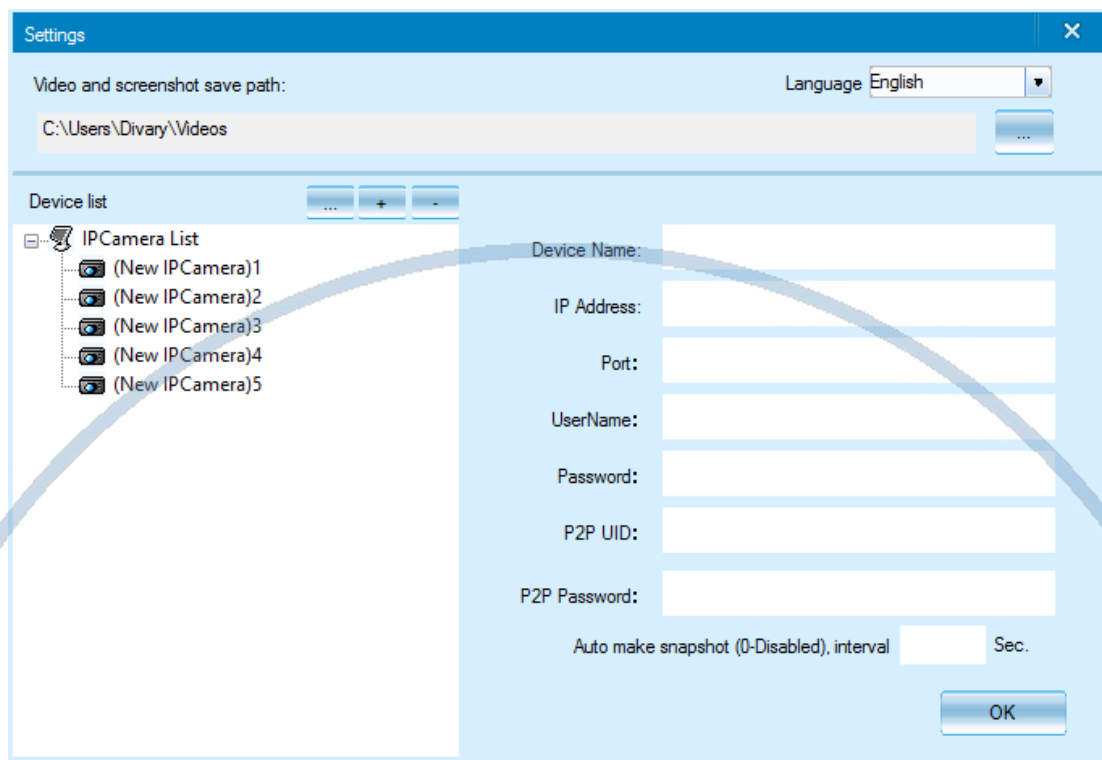 Settings
Video and screenshot save path:
Language English
C:\Users\Divary\Videos
...
Device list
... + -
IPCamera List
(New IPCamera)1
(New IPCamera)2
(New IPCamera)3
(New IPCamera)4
(New IPCamera)5
Device Name:
IP Address:
Port:
UserName:
Password:
P2P UID:
P2P Password:
Auto make snapshot (0-Disabled), interval Sec.
OK